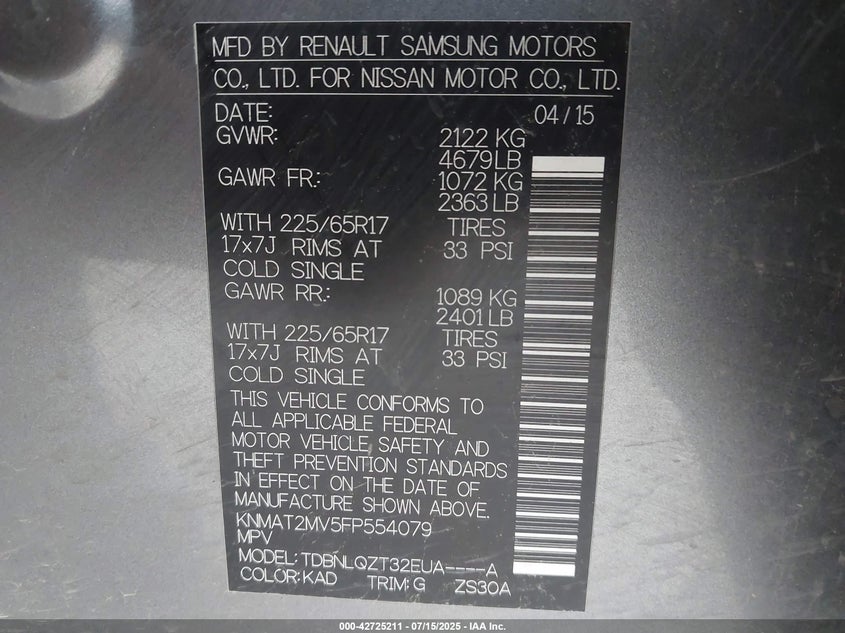 MFD BY RENAULT SAMSUNG MOTORS
CO., LTD. FOR NISSAN MOTOR CO., LTD.
DATE: 04/15
GVWR: 2122 KG
4679 LB
GAWR FR.: 1072 KG
2363 LB
WITH 225/65R17 TIRES
17x7J RIMS AT 33 PSI
COLD SINGLE
GAWR RR.: 1089 KG
2401 LB
WITH 225/65R17 TIRES
17x7J RIMS AT 33 PSI
COLD SINGLE
THIS VEHICLE CONFORMS TO
ALL APPLICABLE FEDERAL
MOTOR VEHICLE SAFETY AND
THEFT PREVENTION STANDARDS
IN EFFECT ON THE DATE OF
MANUFACTURE SHOWN ABOVE.
KNMAT2MV5FP554079
MPV
MODEL: TDBNLQZT32EUA----A
COLOR: KAD TRIM: G ZS30A
000-42725211 - 07/15/2025 - IAA Inc.